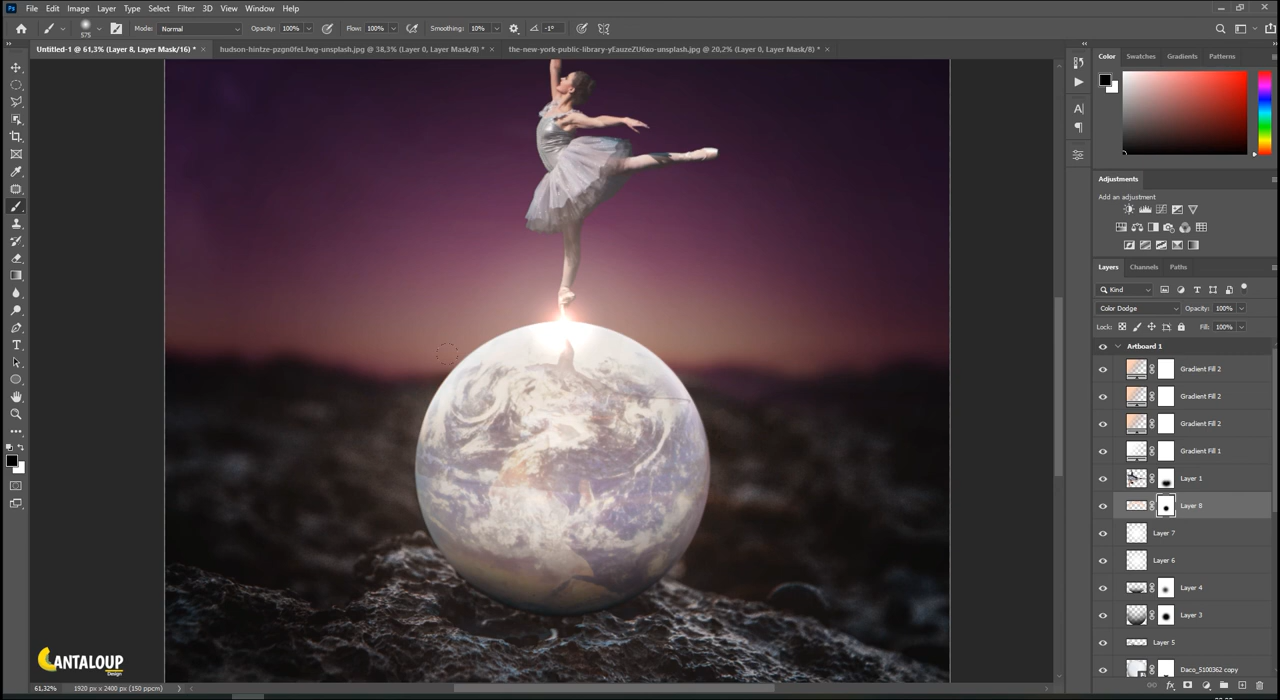 Ps File Edit Image Layer Type Select Filter 3D View Window Help
575 Mode: Normal Opacity: 100% Flow: 100% Smoothing: 10% -1°
Untitled-1 @ 61,3% (Layer 8, Layer Mask/16) * × hudson-hintze-pzgn0feLJwg-unsplash.jpg @ 38,3% (Layer 0, Layer Mask/8) * × the-new-york-public-library-yEauzeZU6xo-unsplash.jpg @ 20,2% (Layer 0, Layer Mask/8) * ×
Color Swatches Gradients Patterns
Adjustments
Add an adjustment
Layers Channels Paths
Kind
Color Dodge Opacity: 100%
Lock: Fill: 100%
Artboard 1
Gradient Fill 2
Gradient Fill 2
Gradient Fill 2
Gradient Fill 1
Layer 1
Layer 8
Layer 7
Layer 6
Layer 4
Layer 3
Layer 5
Daco_5100362 copy
CANTALOUP
Design
61,32% 1920 px x 2400 px (150 ppcm)